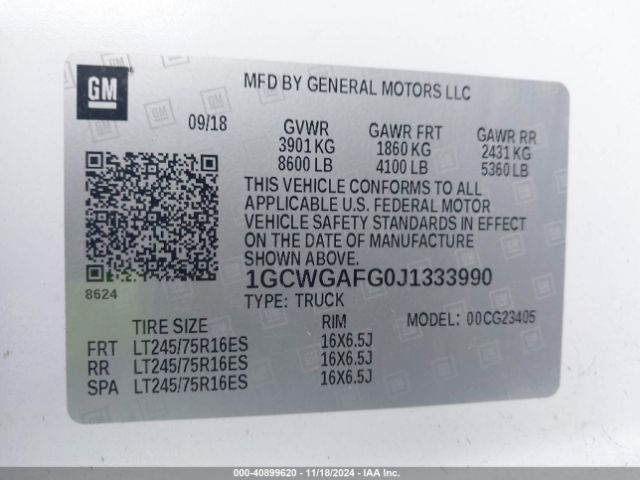 GM
MFD BY GENERAL MOTORS LLC
09/18 GVWR GAWR FRT GAWR RR
3901 KG 1860 KG 2431 KG
8600 LB 4100 LB 5360 LB
THIS VEHICLE CONFORMS TO ALL
APPLICABLE U.S. FEDERAL MOTOR
VEHICLE SAFETY STANDARDS IN EFFECT
ON THE DATE OF MANUFACTURE
SHOWN ABOVE.
8624
1GCWGAFG0J1333990
TYPE: TRUCK
MODEL: 00CG23405
TIRE SIZE RIM
FRT LT245/75R16ES 16X6.5J
RR LT245/75R16ES 16X6.5J
SPA LT245/75R16ES 16X6.5J
000-40899620 - 11/18/2024 - IAA Inc.